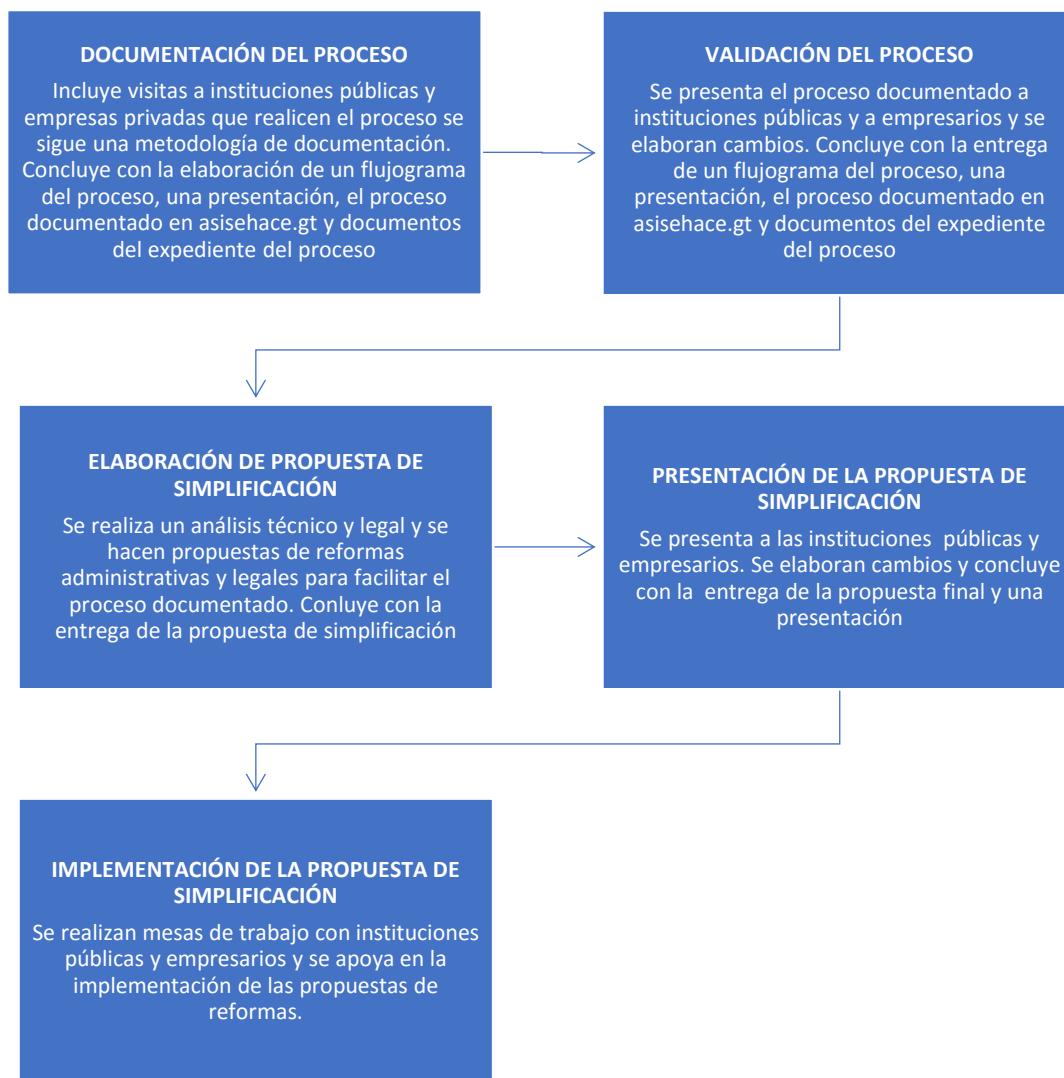 DOCUMENTACIÓN DEL PROCESO
Incluye visitas a instituciones públicas y
empresas privadas que realicen el proceso se
sigue una metodología de documentación.
Concluye con la elaboración de un flujograma
del proceso, una presentación, el proceso
documentado en asisehace.gt y documentos
del expediente del proceso
VALIDACIÓN DEL PROCESO
Se presenta el proceso documentado a
instituciones públicas y a empresarios y se
elaboran cambios. Concluye con la entrega
de un flujograma del proceso, una
presentación, el proceso documentado en
asisehace.gt y documentos del expediente
del proceso
ELABORACIÓN DE PROPUESTA DE
SIMPLIFICACIÓN
Se realiza un análisis técnico y legal y se
hacen propuestas de reformas
administrativas y legales para facilitar el
proceso documentado. Conluye con la
entrega de la propuesta de simplificación
PRESENTACIÓN DE LA PROPUESTA DE
SIMPLIFICACIÓN
Se presenta a las instituciones públicas y
empresarios. Se elaboran cambios y concluye
con la entrega de la propuesta final y una
presentación
IMPLEMENTACIÓN DE LA PROPUESTA DE
SIMPLIFICACIÓN
Se realizan mesas de trabajo con instituciones
públicas y empresarios y se apoya en la
implementación de las propuestas de
reformas.